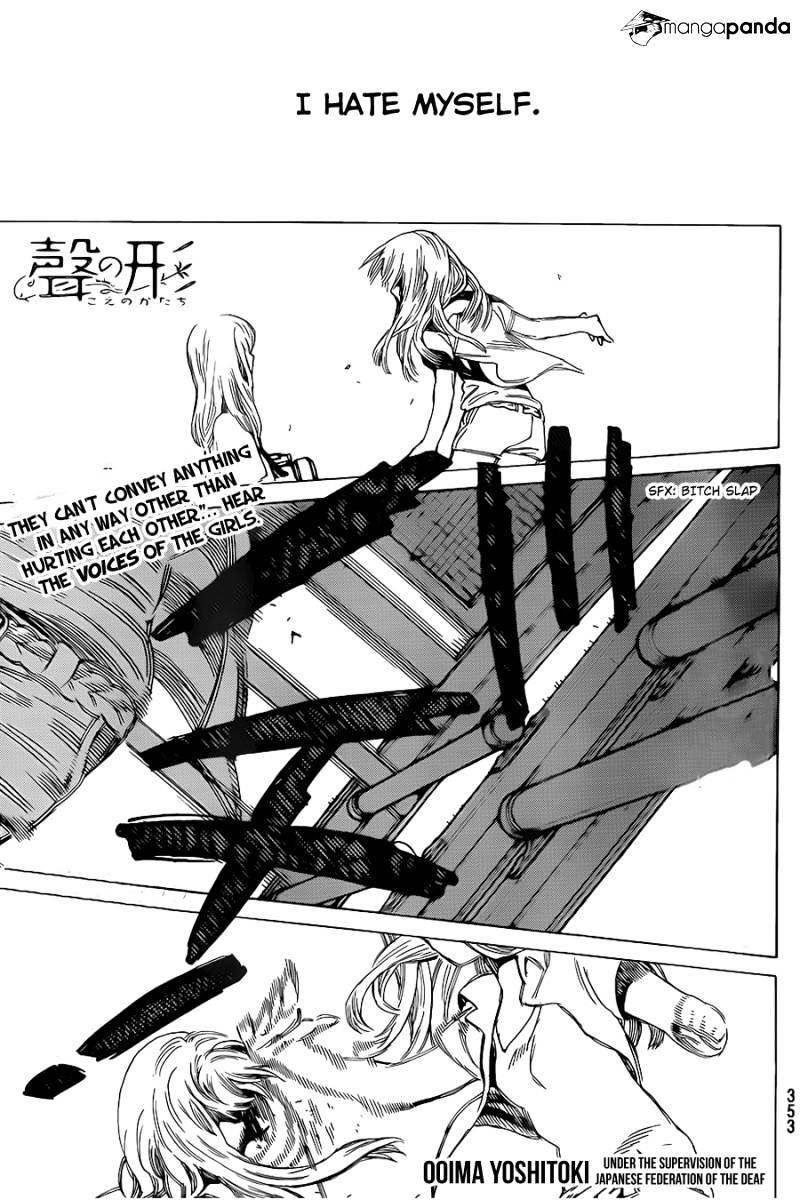 mangapanda
I HATE MYSELF.
聲の形
こえのかたち
THEY CAN'T CONVEY ANYTHING
IN ANY WAY OTHER THAN
HURTING EACH OTHER."... HEAR
THE VOICES OF THE GIRLS.
SFX: BITCH SLAP
353
OOIMA YOSHITOKI
UNDER THE SUPERVISION OF THE
JAPANESE FEDERATION OF THE DEAF